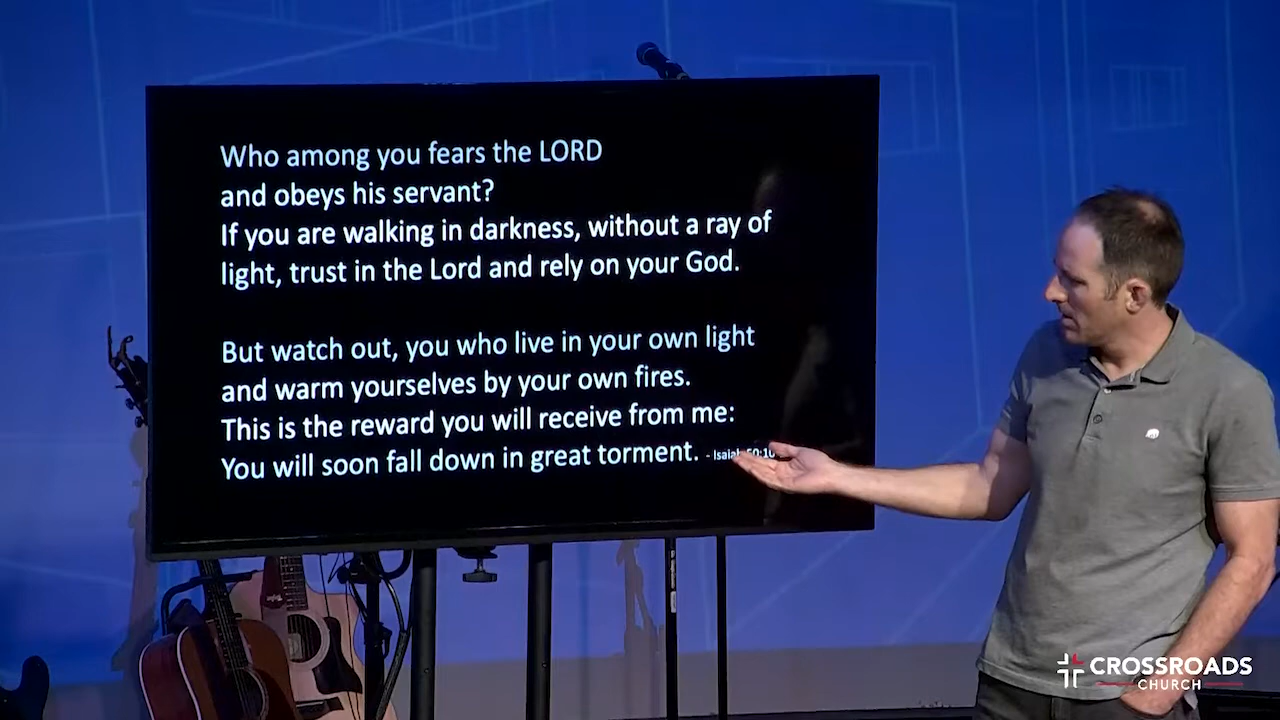 Who among you fears the LORD
and obeys his servant?
If you are walking in darkness, without a ray of
light, trust in the Lord and rely on your God.
But watch out, you who live in your own light
and warm yourselves by your own fires.
This is the reward you will receive from me:
You will soon fall down in great torment. - Isaiah 50:10
CROSSROADS
CHURCH